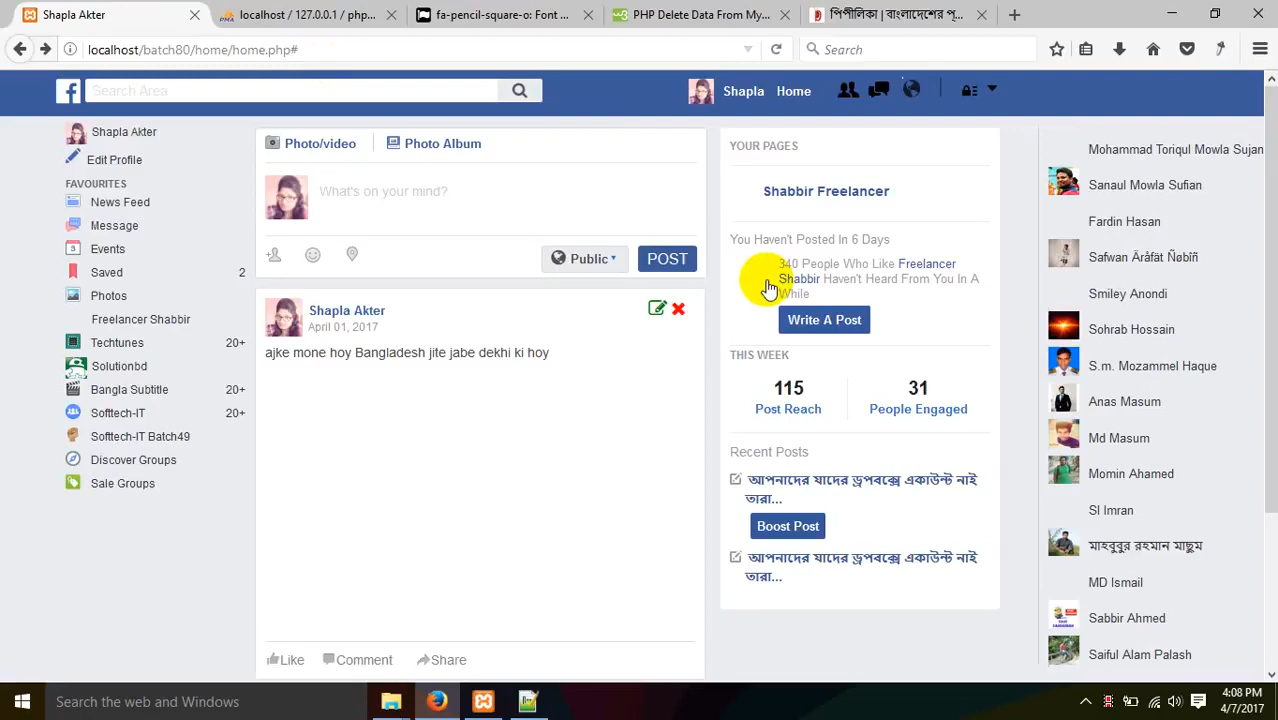 Shapla Akter
localhost / 127.0.0.1 / hom
fa-pencil-square-o: Font ...
PHP Delete Data From My...
পিপীলিকা | বাংলাদেশের প্...
localhost/batch80/home/home.php#
Search
Search Area
Shapla Home
Shapla Akter
Edit Profile
FAVOURITES
News Feed
Message
Events
Saved 2
Photos
Freelancer Shabbir
Techtunes 20+
Solutionbd
Bangla Subtitle 20+
Softtech-IT 20+
Softtech-IT Batch49
Discover Groups
Sale Groups
Photo/video Photo Album
What's on your mind?
Public POST
Shapla Akter
April 01, 2017
ajke mone hoy Bangladesh jite jabe dekhi ki hoy
Like Comment Share
YOUR PAGES
Shabbir Freelancer
You Haven't Posted In 6 Days
340 People Who Like Freelancer
Shabbir Haven't Heard From You In A
While
Write A Post
THIS WEEK
115 31
Post Reach People Engaged
Recent Posts
আপনাদের যাদের ড্রপবক্সে একাউন্ট নাই
তারা...
Boost Post
আপনাদের যাদের ড্রপবক্সে একাউন্ট নাই
তারা...
Mohammad Toriqul Mowla Sujan
Sanaul Mowla Sufian
Fardin Hasan
Safwan Äräfät Ñøbîñ
Smiley Anondi
Sohrab Hossain
S.m. Mozammel Haque
Anas Masum
Md Masum
Momin Ahamed
Sl Imran
মাহবুবুর রহমান মাছুম
MD Ismail
Sabbir Ahmed
Saiful Alam Palash
Search the web and Windows
4:08 PM
4/7/2017